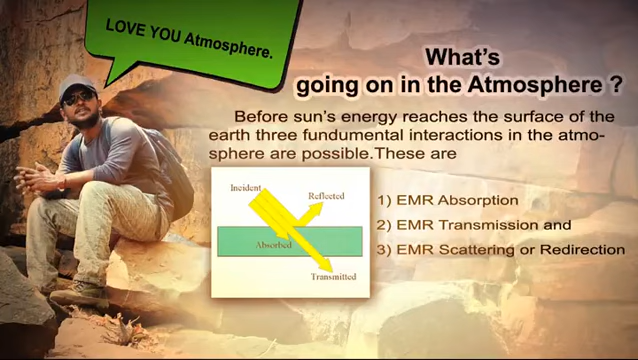 LOVE YOU Atmosphere.
What's
going on in the Atmosphere ?
Before sun's energy reaches the surface of the
earth three fundumental interactions in the atmo-
sphere are possible.These are
Incident
Reflected
Absorbed
Transmitted
1) EMR Absorption
2) EMR Transmission and
3) EMR Scattering or Redirection